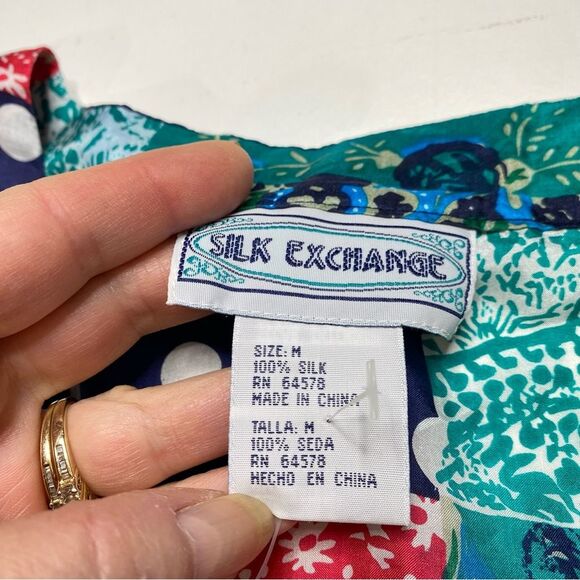 SILK EXCHANGE
SIZE: M
100% SILK
RN 64578
MADE IN CHINA
TALLA: M
100% SEDA
RN 64578
HECHO EN CHINA